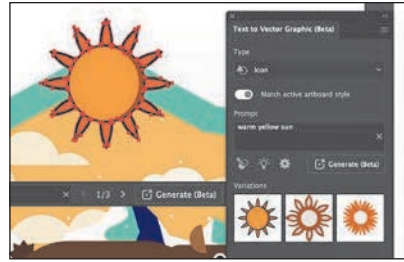 Text to Vector Graphic (Beta)
Type
Icon
Match active artboard style
Prompt
warm yellow sun
Generate (Beta)
1/3
Generate (Beta)
Variations